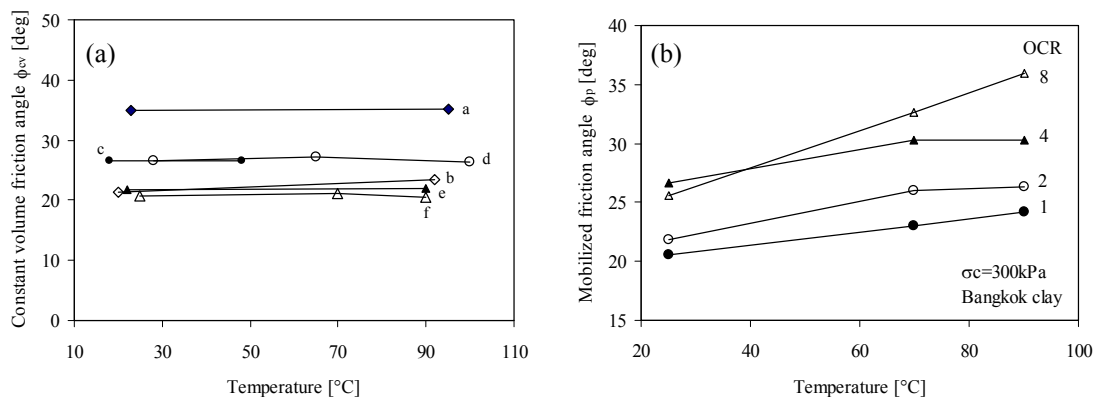 (a)
Constant volume friction angle ϕcv [deg]
50
40
30
20
10
0
a
c
d
b
e
f
10 30 50 70 90 110
Temperature [°C]
(b)
Mobilized friction angle ϕp [deg]
40
35
30
25
20
15
OCR
8
4
2
1
σc=300kPa
Bangkok clay
20 40 60 80 100
Temperature [°C]